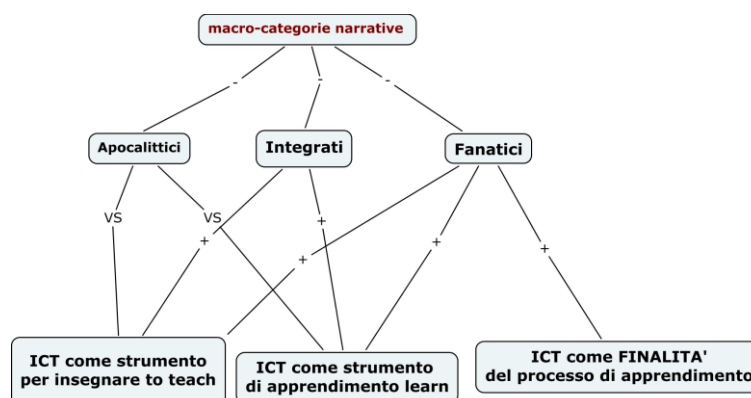 macro-categorie narrative
-
-
-
Apocalittici
Integrati
Fanatici
VS
VS
+
+
+
+
+
ICT come strumento
per insegnare to teach
ICT come strumento
di apprendimento learn
ICT come FINALITA'
del processo di apprendimento